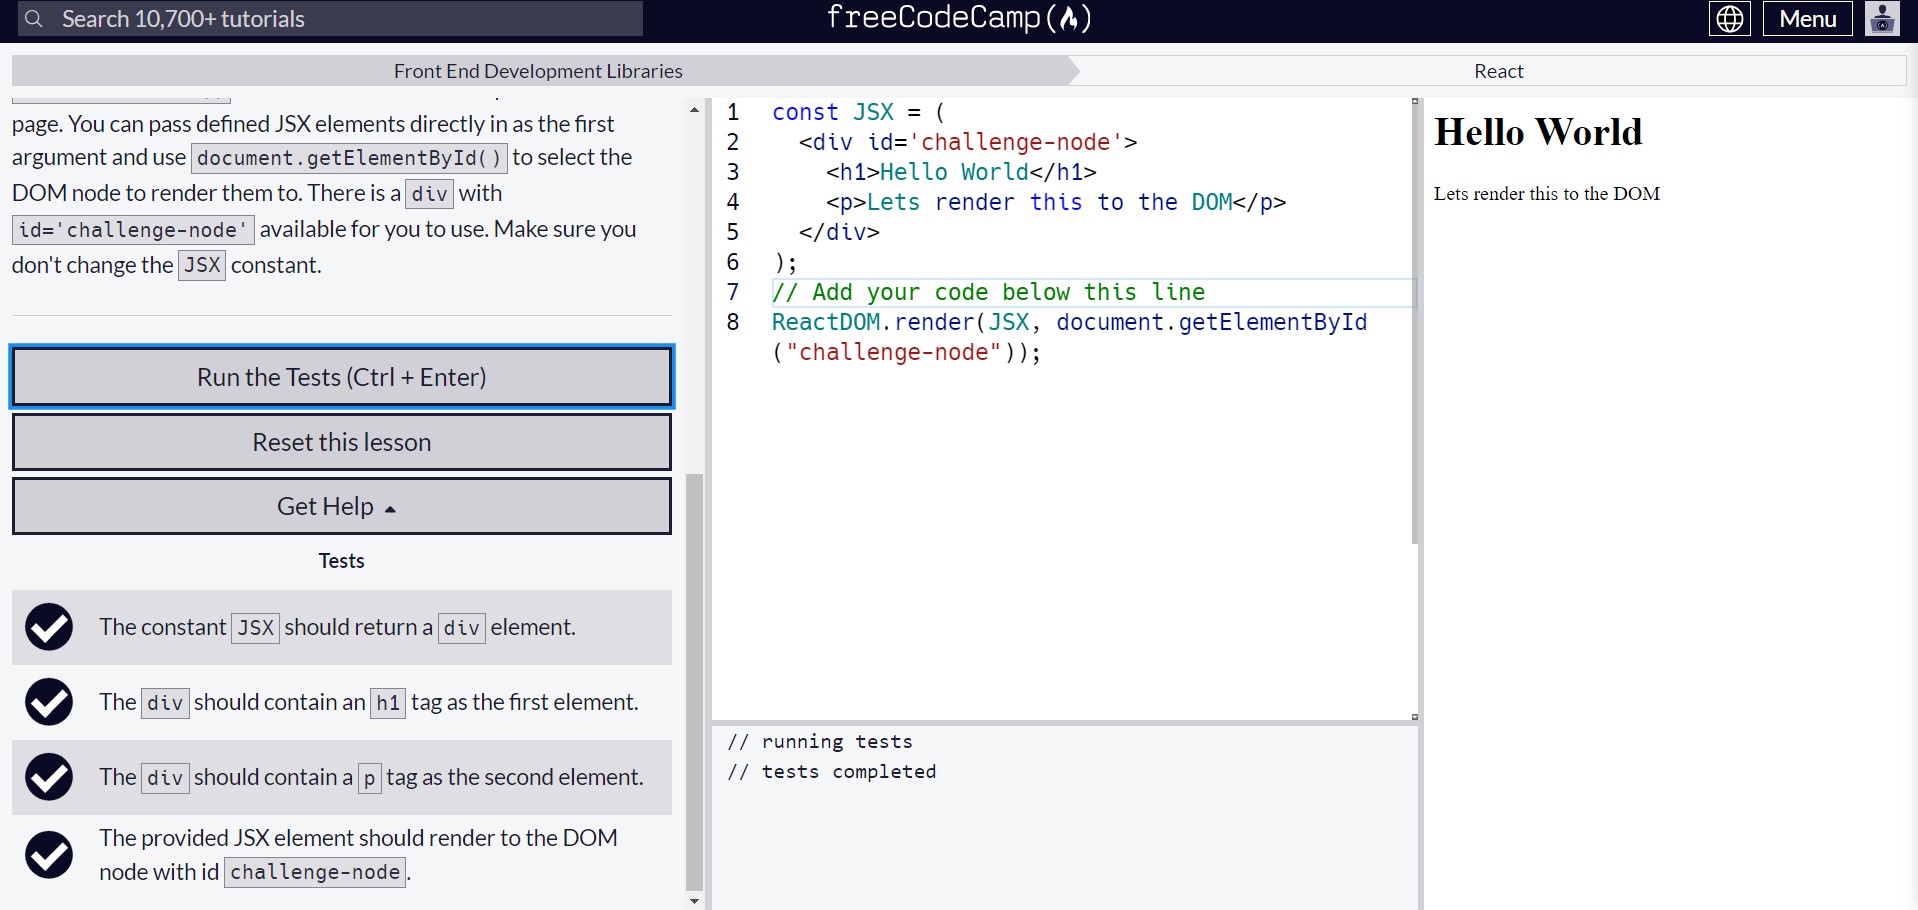 Search 10,700+ tutorials
freeCodeCamp
Menu
Front End Development Libraries
React
page. You can pass defined JSX elements directly in as the first
argument and use document.getElementById() to select the
DOM node to render them to. There is a div with
id='challenge-node' available for you to use. Make sure you
don't change the JSX constant.
Run the Tests (Ctrl + Enter)
Reset this lesson
Get Help
Tests
The constant JSX should return a div element.
The div should contain an h1 tag as the first element.
The div should contain a p tag as the second element.
The provided JSX element should render to the DOM
node with id challenge-node.
1 const JSX = (
2 <div id='challenge-node'>
3 <h1>Hello World</h1>
4 <p>Lets render this to the DOM</p>
5 </div>
6 );
7 // Add your code below this line
8 ReactDOM.render(JSX, document.getElementById
("challenge-node"));
// running tests
// tests completed
Hello World
Lets render this to the DOM